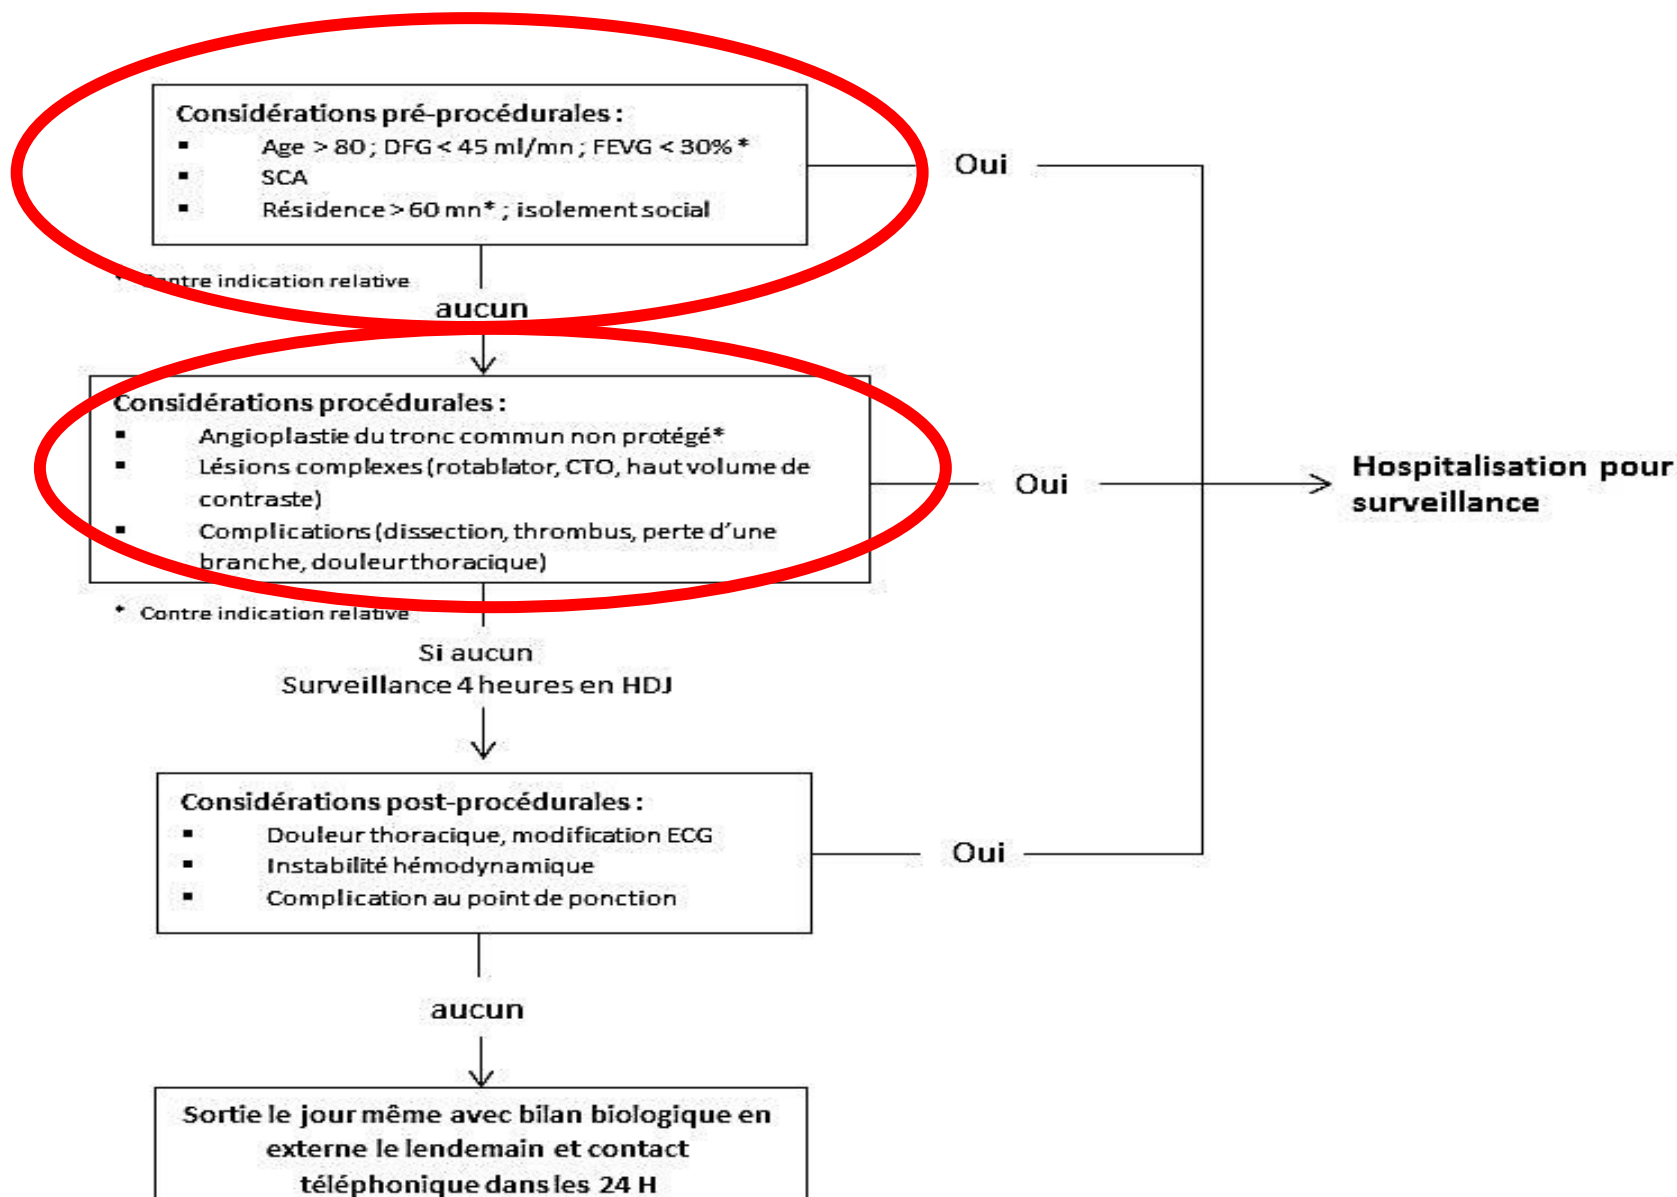 Considérations pré-procédurales :
▪ Age > 80 ; DFG < 45 ml/mn ; FEVG < 30% *
▪ SCA
▪ Résidence > 60 mn* ; isolement social
Oui
* Contre indication relative
aucun
Considérations procédurales :
▪ Angioplastie du tronc commun non protégé*
▪ Lésions complexes (rotablator, CTO, haut volume de
contraste)
▪ Complications (dissection, thrombus, perte d'une
branche, douleur thoracique)
Oui
Hospitalisation pour
surveillance
* Contre indication relative
Si aucun
Surveillance 4 heures en HDJ
Considérations post-procédurales :
▪ Douleur thoracique, modification ECG
▪ Instabilité hémodynamique
▪ Complication au point de ponction
Oui
aucun
Sortie le jour même avec bilan biologique en
externe le lendemain et contact
téléphonique dans les 24 H